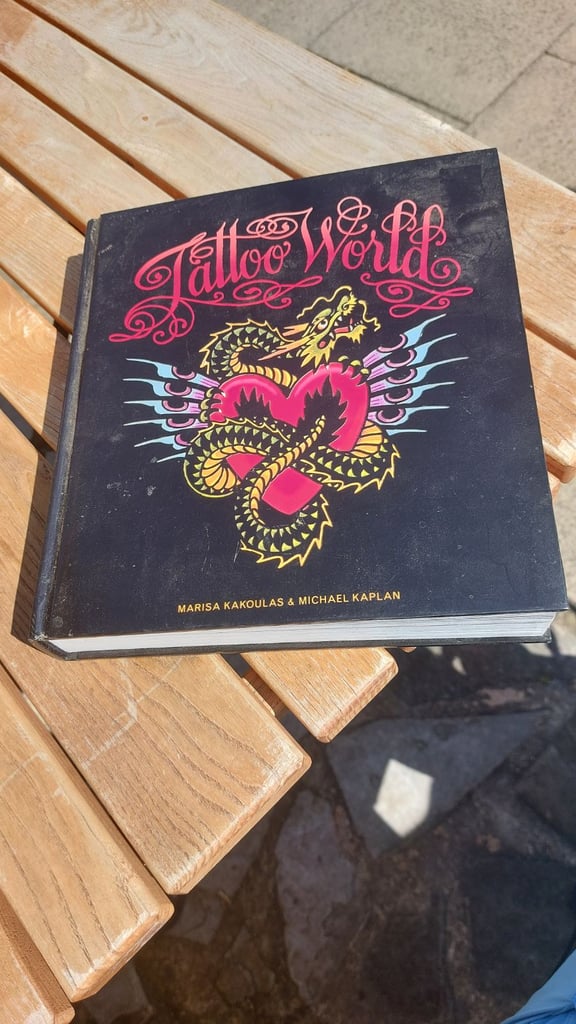 Tattoo World
MARISA KAKOULAS & MICHAEL KAPLAN